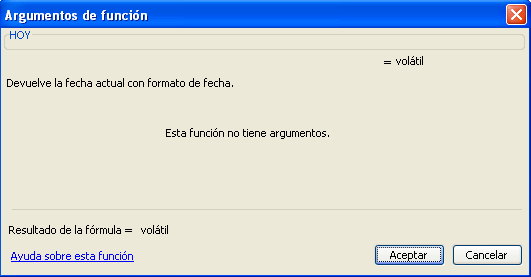 Argumentos de función
HOY
= volátil
Devuelve la fecha actual con formato de fecha.
Esta función no tiene argumentos.
Resultado de la fórmula = volátil
Ayuda sobre esta función
Aceptar
Cancelar